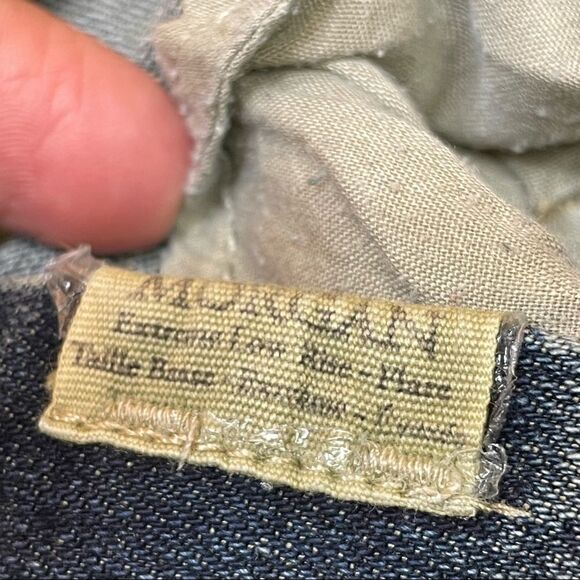 MORGAN
Extreme Low Rise - Flare
Taille Basse